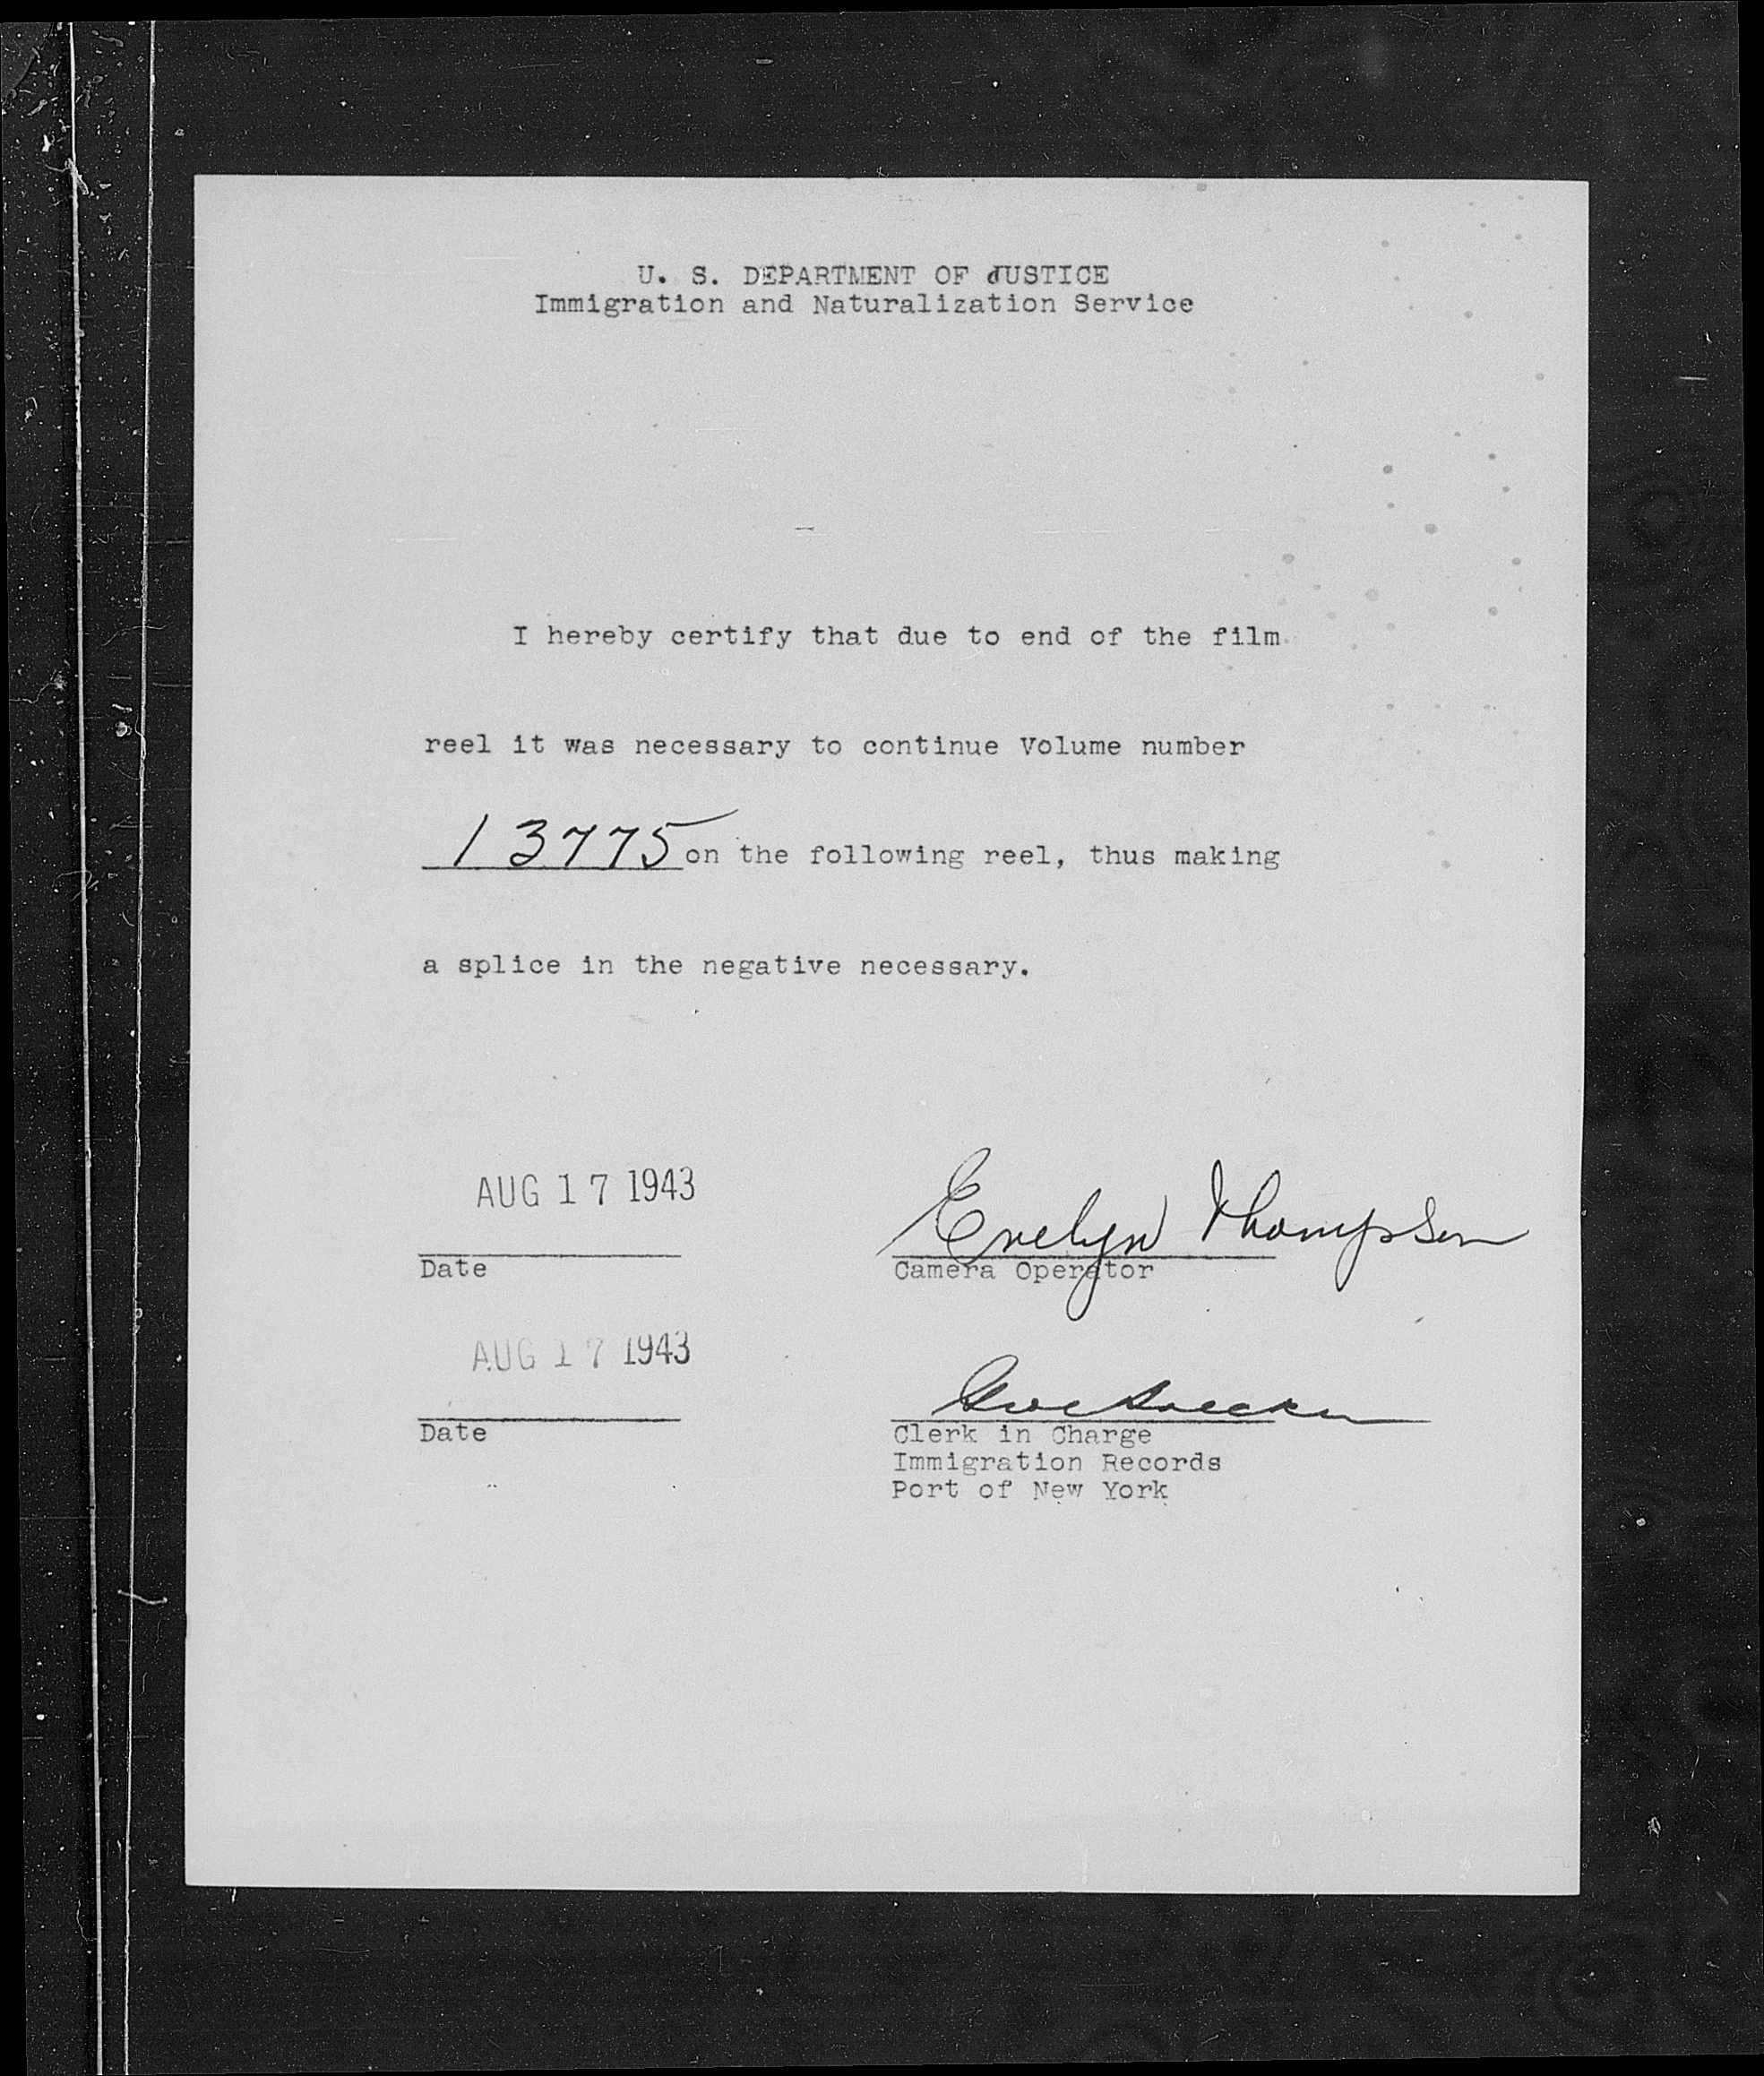 U. S. DEPARTMENT OF JUSTICE
Immigration and Naturalization Service
I hereby certify that due to end of the film
reel it was necessary to continue Volume number
13775 on the following reel, thus making
a splice in the negative necessary.
AUG 17 1943
Evelyn Thompson
Date
Camera Operator
AUG 17 1943
Date
Clerk in Charge
Immigration Records
Port of New York